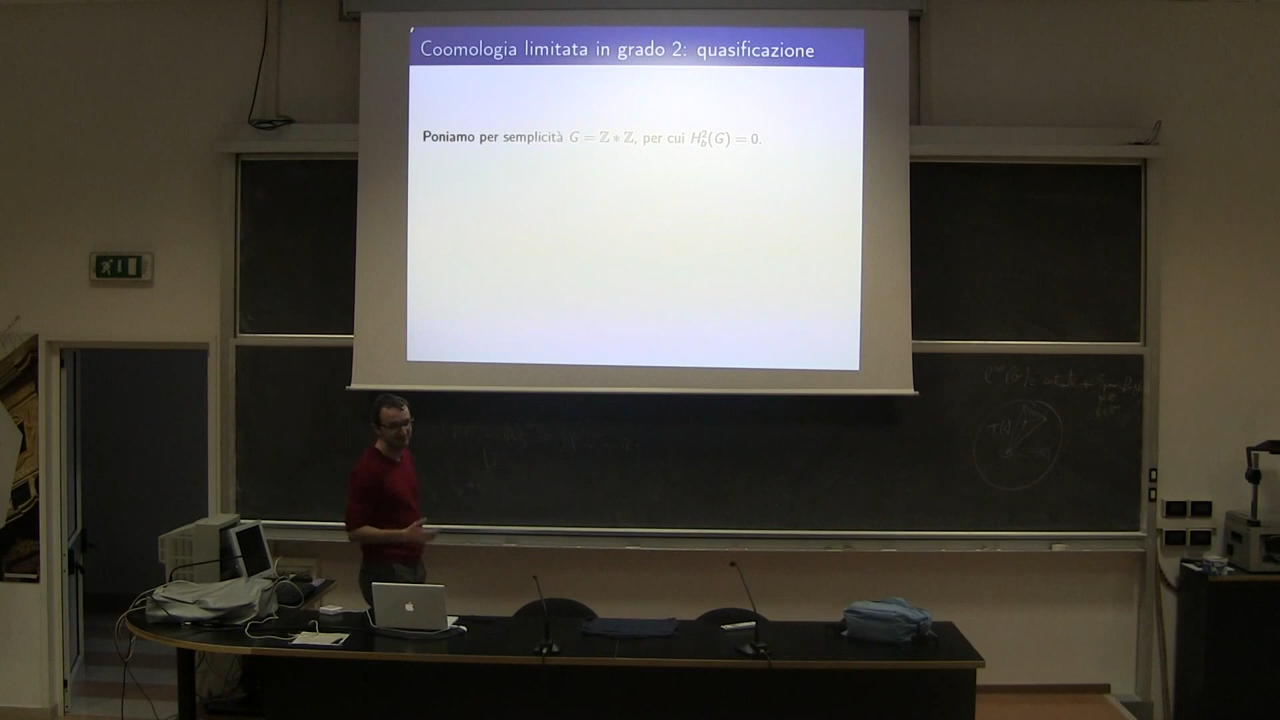 Coomologia limitata in grado 2: quasificazione
Poniamo per semplicità G = ℤ ∗ ℤ, per cui H²_b(G) = 0.